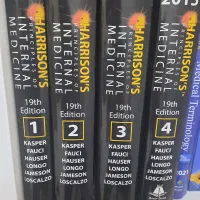 2015
HARRISON'S
PRINCIPLES OF
INTERNAL
MEDICINE
19th
Edition
1
KASPER
FAUCI
HAUSER
LONGO
JAMESON
LOSCALZO
HARRISON'S
PRINCIPLES OF
INTERNAL
MEDICINE
19th
Edition
2
KASPER
FAUCI
HAUSER
LONGO
JAMESON
LOSCALZO
HARRISON'S
PRINCIPLES OF
INTERNAL
MEDICINE
19th
Edition
3
KASPER
FAUCI
HAUSER
LONGO
JAMESON
LOSCALZO
HARRISON'S
PRINCIPLES OF
INTERNAL
MEDICINE
19th
Edition
4
KASPER
FAUCI
HAUSER
LONGO
JAMESON
LOSCALZO
Medical Terminology
2021